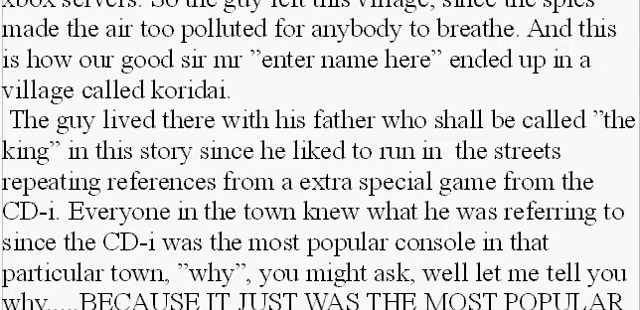 xbox servers. So the guy left this village, since the spies
made the air too polluted for anybody to breathe. And this
is how our good sir mr ”enter name here” ended up in a
village called koridai.
The guy lived there with his father who shall be called ”the
king” in this story since he liked to run in  the streets
repeating references from a extra special game from the
CD-i. Everyone in the town knew what he was referring to
since the CD-i was the most popular console in that
particular town, ”why”, you might ask, well let me tell you
why.....BECAUSE IT JUST WAS THE MOST POPULAR